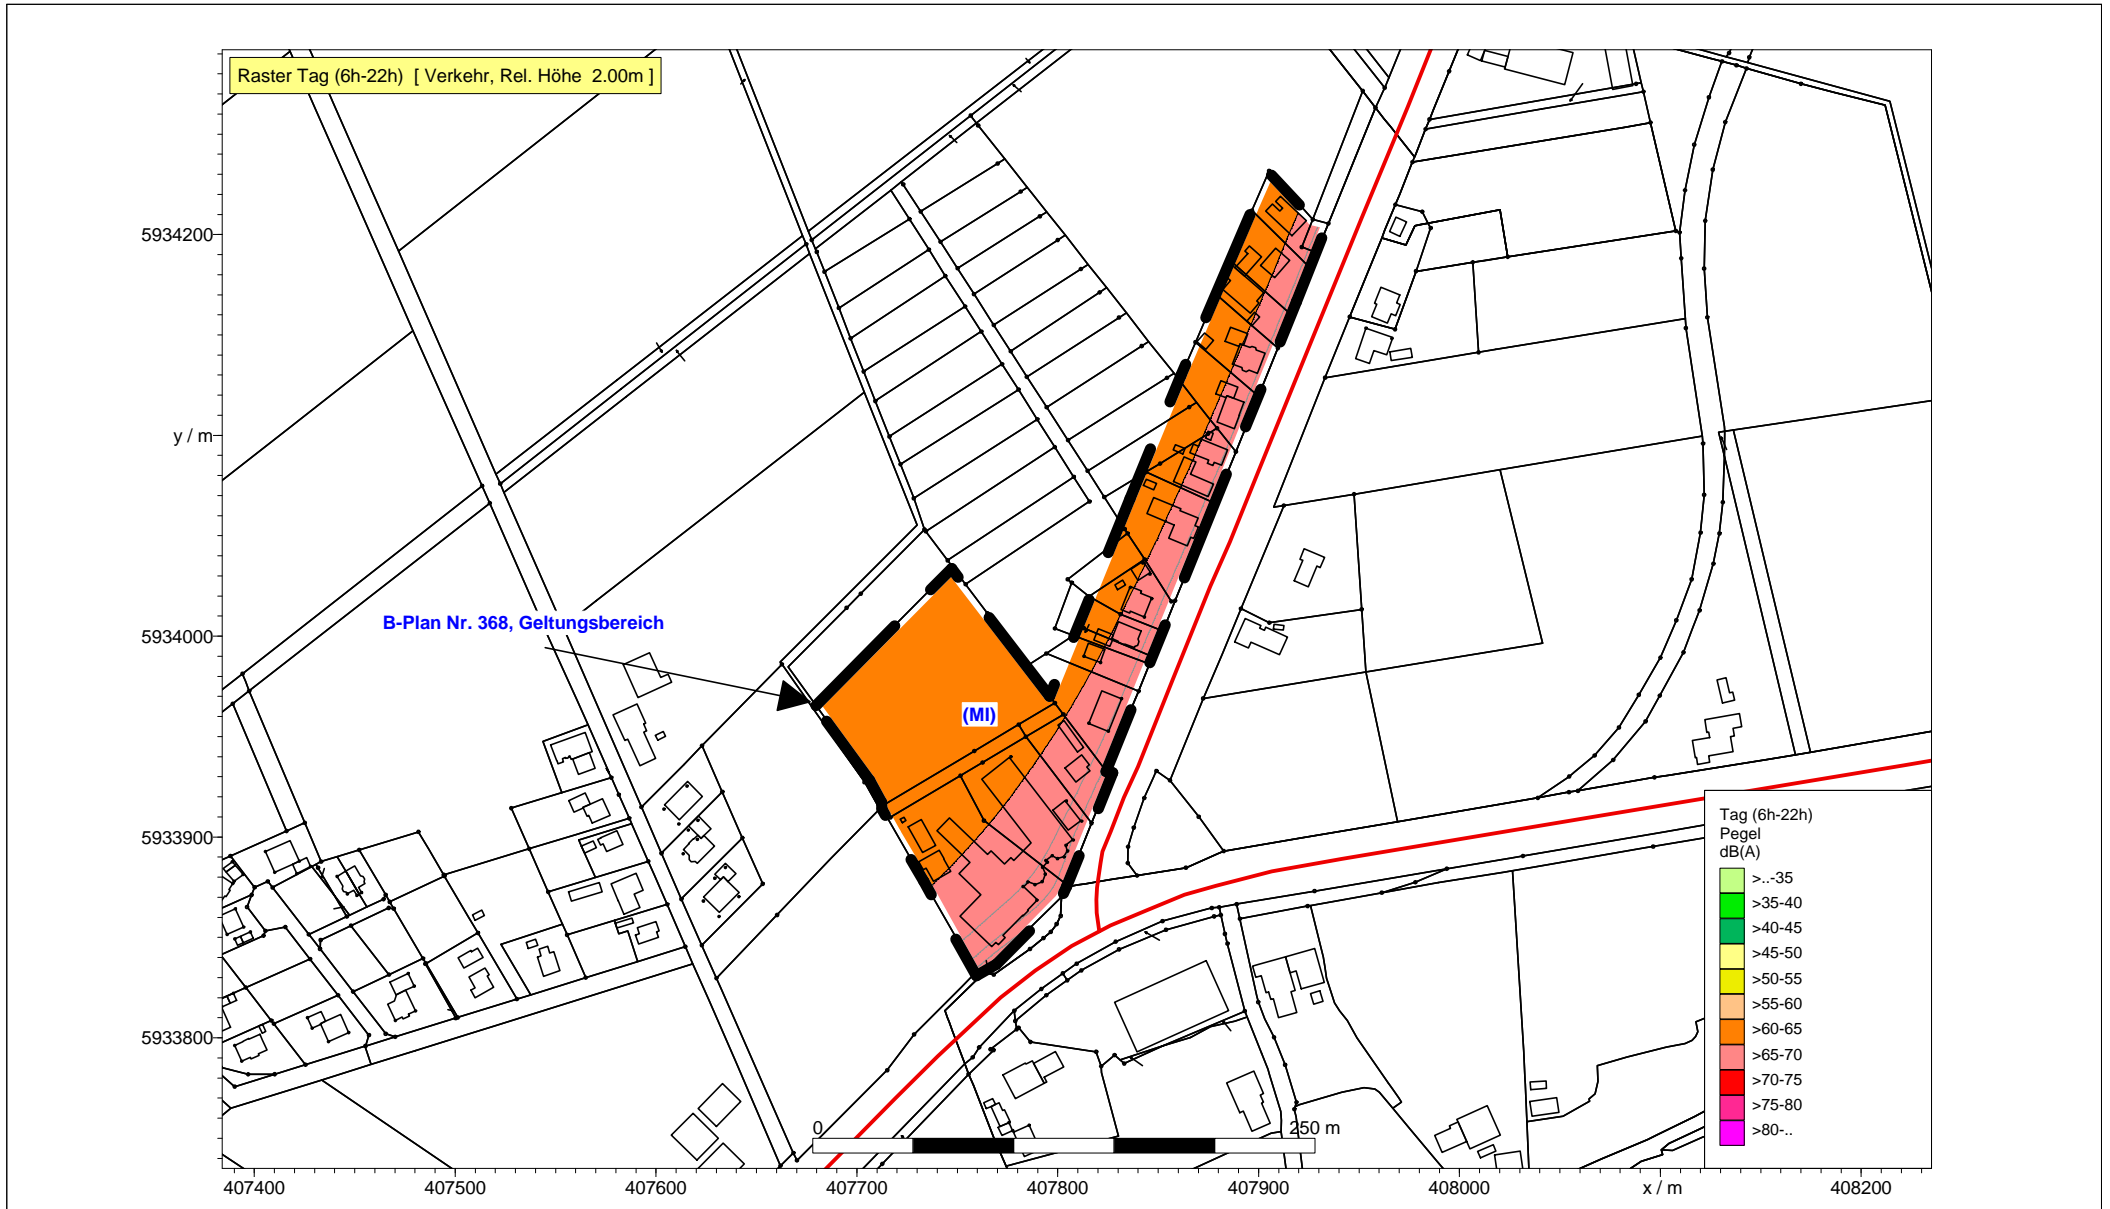 Raster Tag (6h-22h) [ Verkehr, Rel. Höhe 2.00m ]
5934200
y / m
B-Plan Nr. 368, Geltungsbereich
5934000
(MI)
5933900
5933800
Tag (6h-22h)
Pegel
dB(A)
>..-35
>35-40
>40-45
>45-50
>50-55
>55-60
>60-65
>65-70
>70-75
>75-80
>80-..
0 250 m
407400 407500 407600 407700 407800 407900 408000 x / m 408200